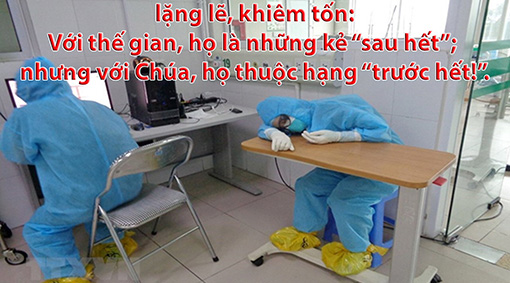 lặng lẽ, khiêm tốn:
Với thế gian, họ là những kẻ “sau hết”;
nhưng với Chúa, họ thuộc hạng “trước hết!”.
19